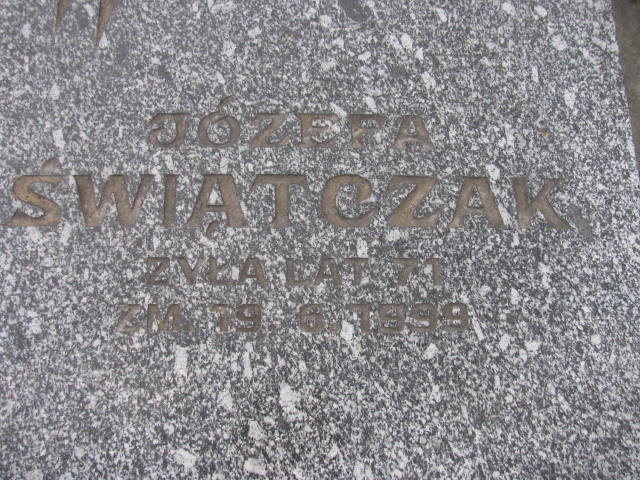 JÓZEFA
ŚWIĄTCZAK
ŻYŁA LAT 71
ZM. 19. 6. 1999